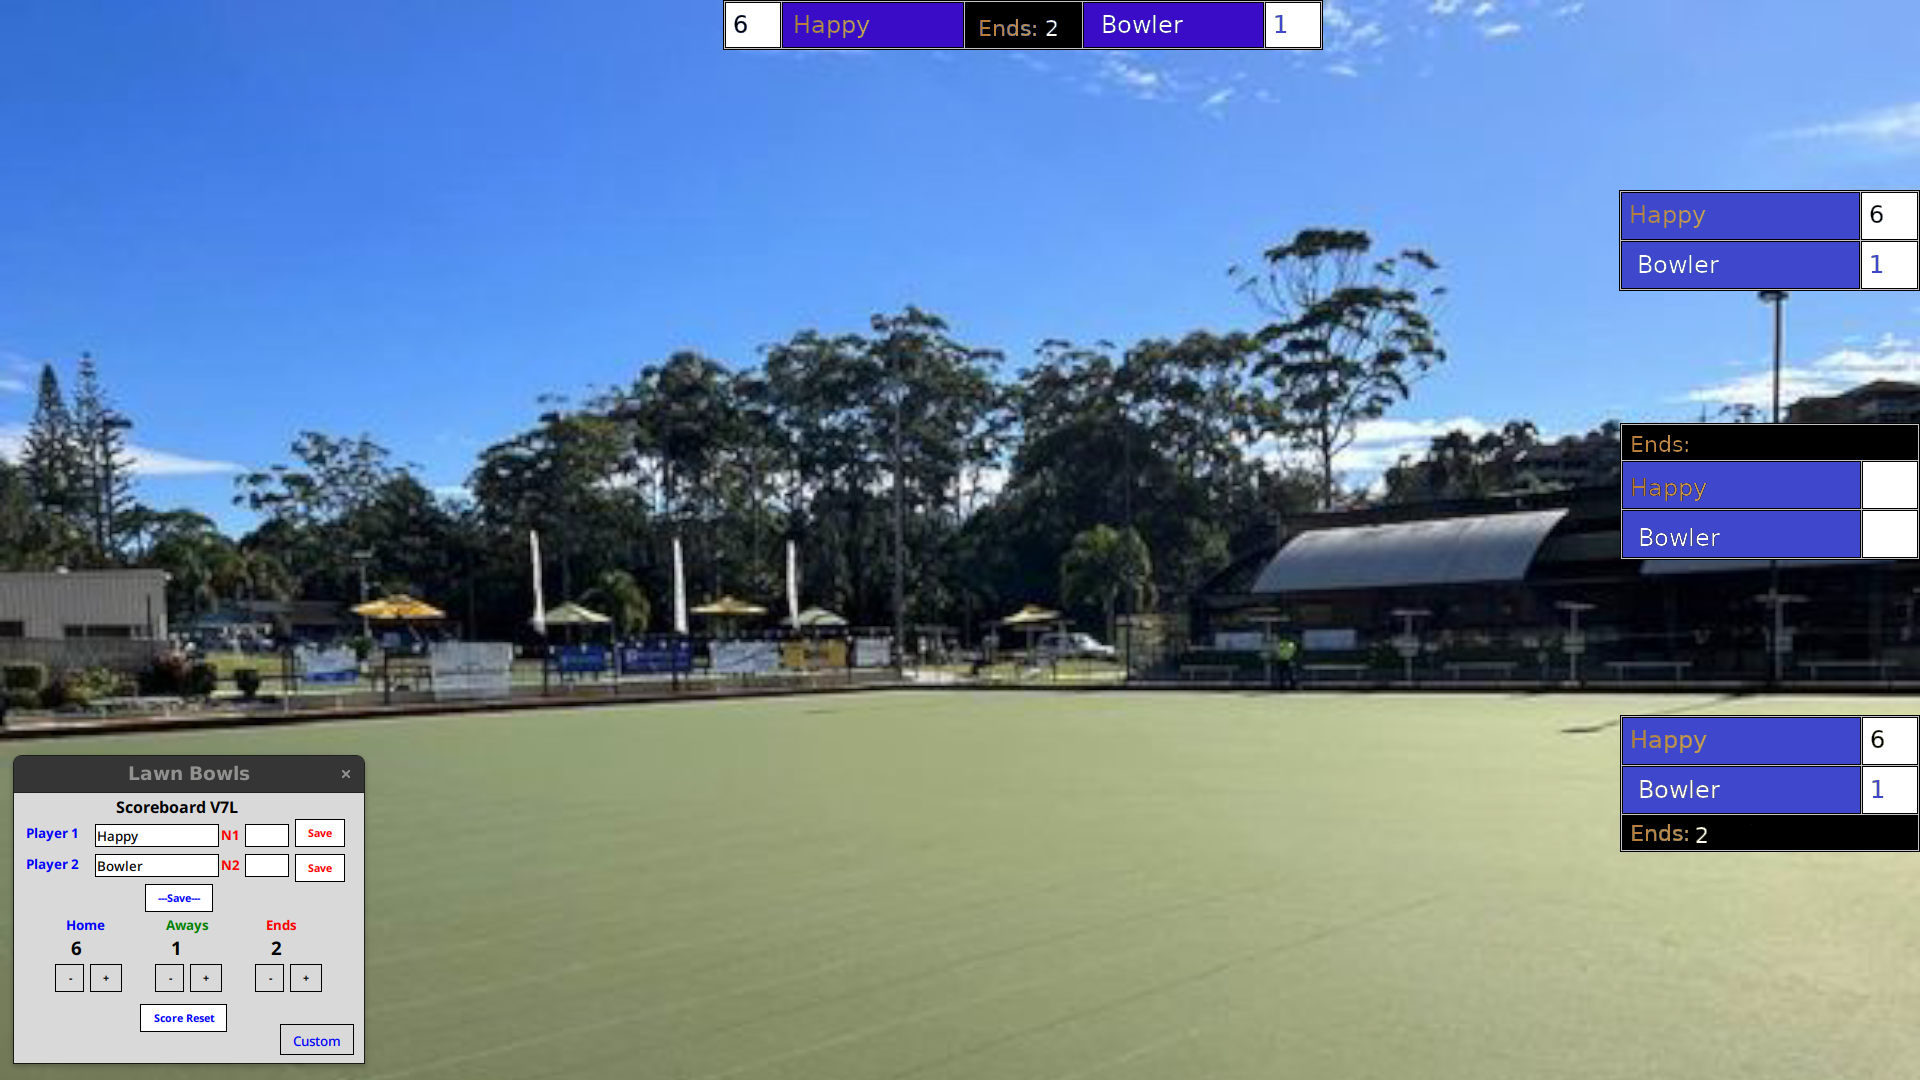 6 Happy Ends: 2 Bowler 1
Happy 6
Bowler 1
Ends:
Happy
Bowler
Happy 6
Bowler 1
Ends: 2
Lawn Bowls ×
Scoreboard V7L
Player 1 Happy N1 Save
Player 2 Bowler N2 Save
---Save---
Home Aways Ends
6 1 2
- + - + - +
Score Reset
Custom